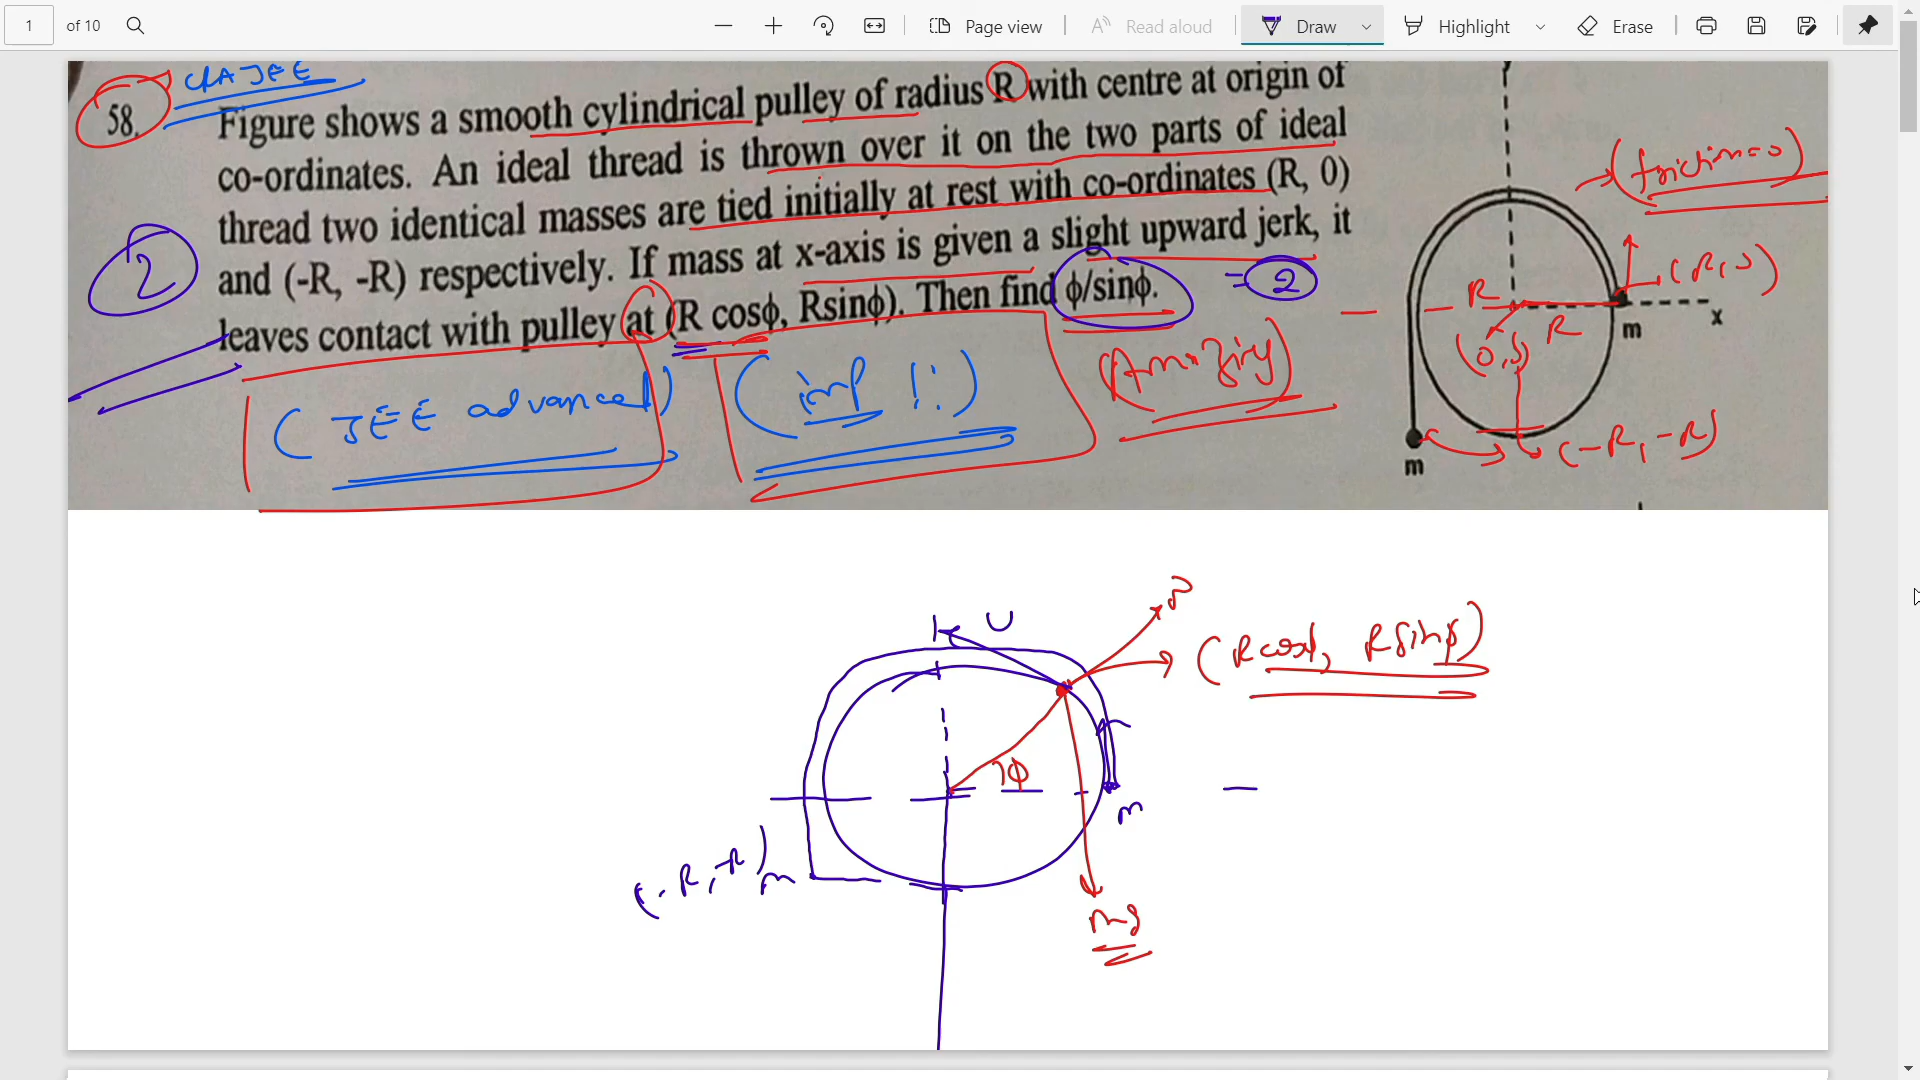 1 of 10 Page view Read aloud Draw Highlight Erase
58.
Figure shows a smooth cylindrical pulley of radius R with centre at origin of
co-ordinates. An ideal thread is thrown over it on the two parts of ideal
thread two identical masses are tied initially at rest with co-ordinates (R, 0)
and (-R, -R) respectively. If mass at x-axis is given a slight upward jerk, it
leaves contact with pulley at (R cosϕ, Rsinϕ). Then find ϕ/sinϕ.
= 2
2
(JEE advanced)
(imp !!)
(Amazing)
(friction=0)
(R, 0)
R
R
x
m
(-R, -R)
m
U
(R cosϕ, R sinϕ)
ϕ
m
(-R, -R)
m
mg